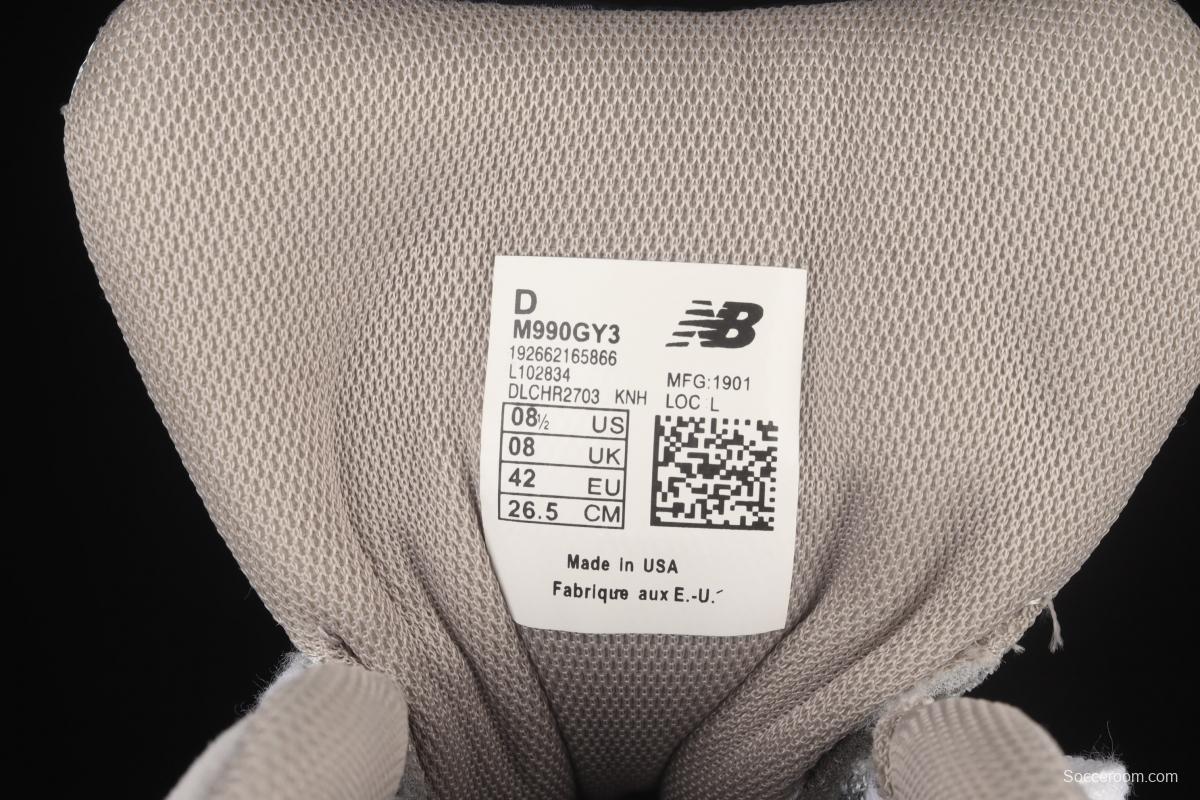 D
M990GY3
192662165866
L102834
DLCHR2703 KNH
NB
MFG:1901
LOC L
08½ US
08 UK
42 EU
26.5 CM
Made in USA
Fabrique aux E.-U.
Socceroom.com